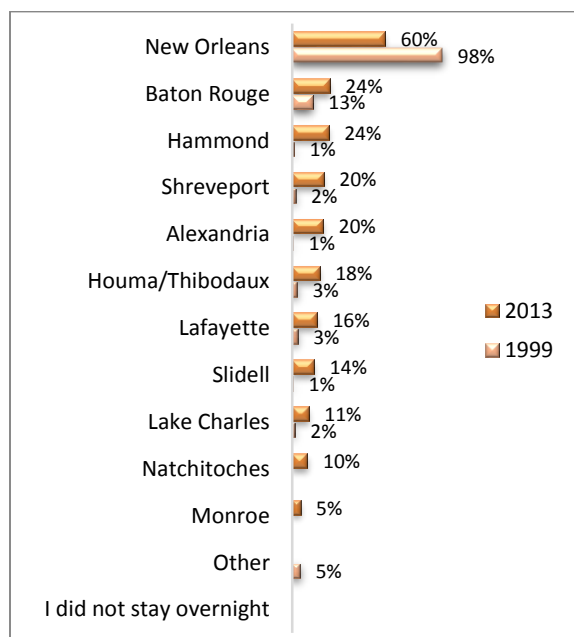 New Orleans
60%
98%
Baton Rouge
24%
13%
Hammond
24%
1%
Shreveport
20%
2%
Alexandria
20%
1%
Houma/Thibodaux
18%
3%
Lafayette
16%
3%
Slidell
14%
1%
Lake Charles
11%
2%
Natchitoches
10%
Monroe
5%
Other
5%
I did not stay overnight
2013
1999